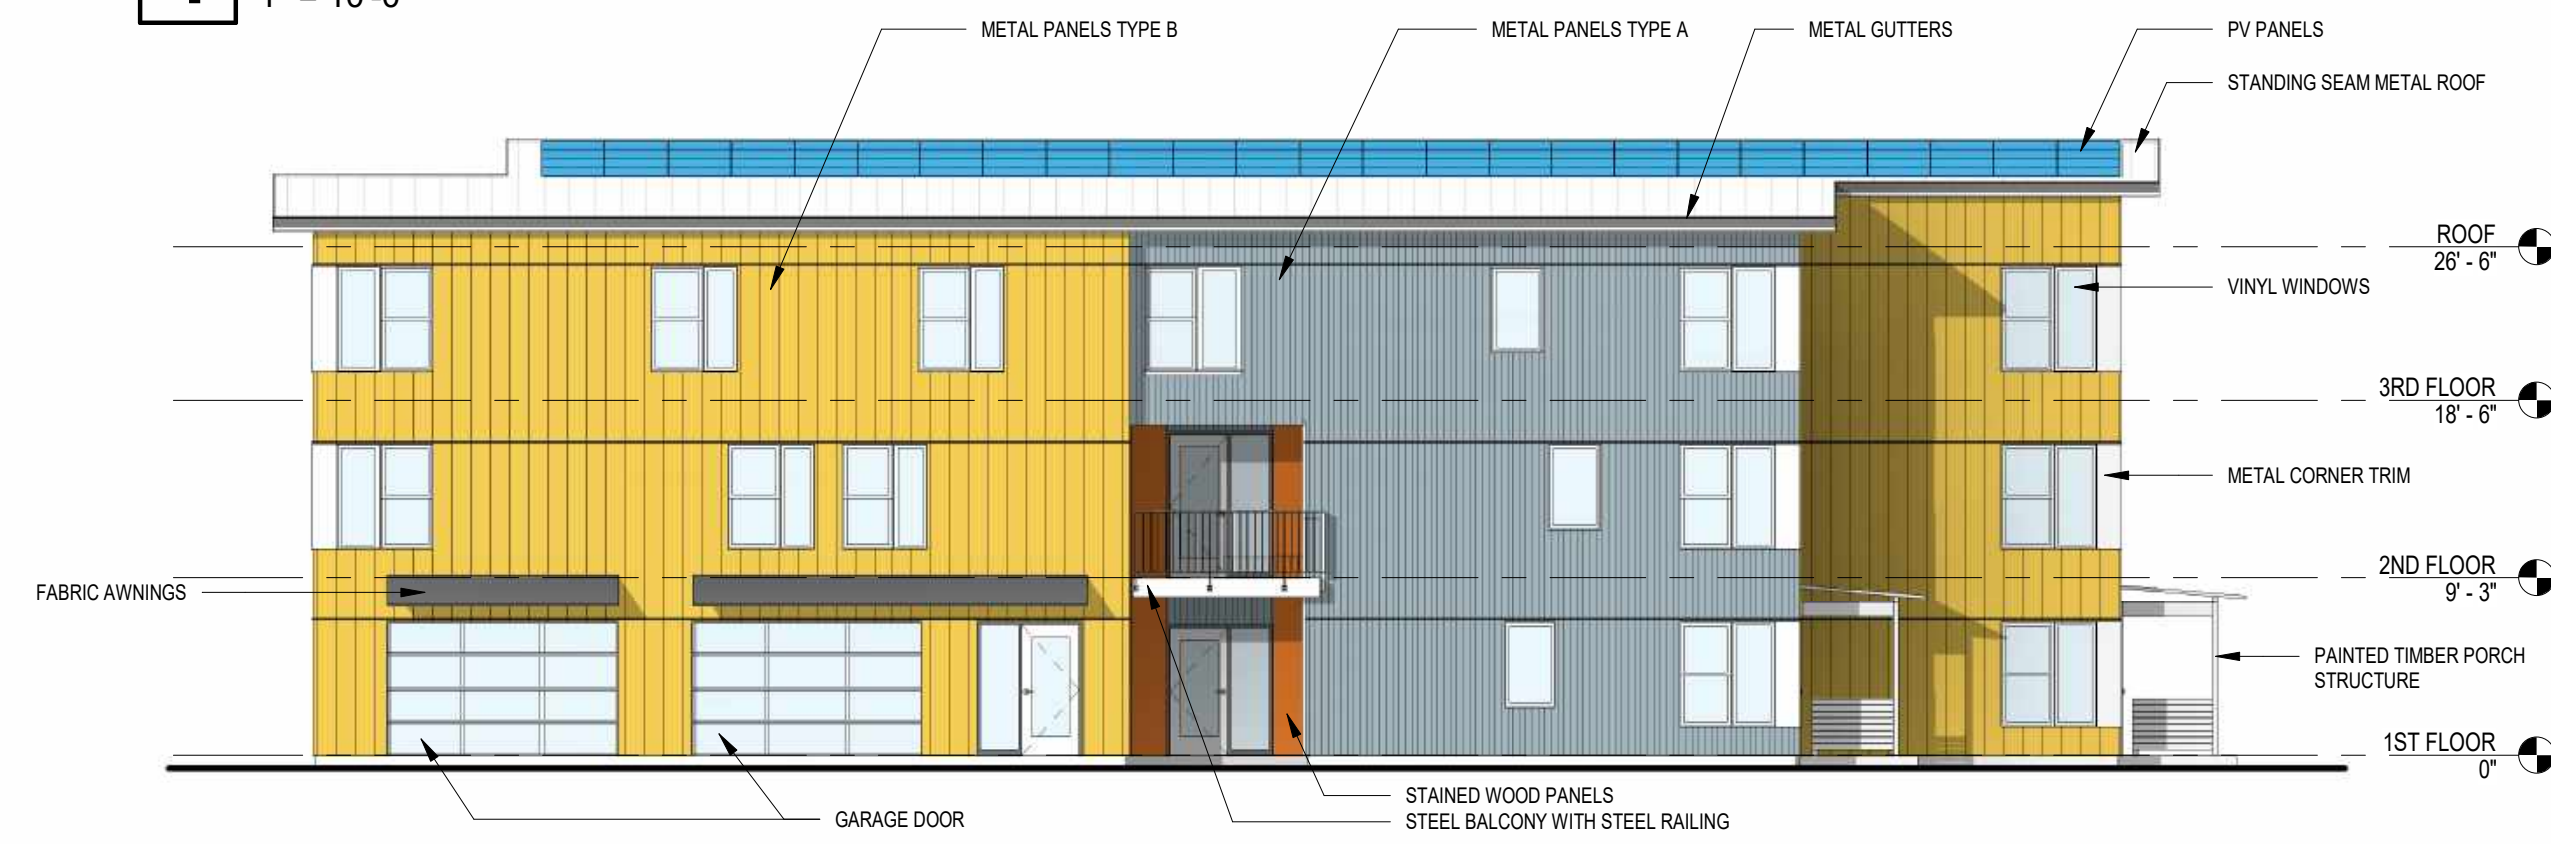 METAL PANELS TYPE B
METAL PANELS TYPE A
METAL GUTTERS
PV PANELS
STANDING SEAM METAL ROOF
ROOF
26' - 6"
VINYL WINDOWS
3RD FLOOR
18' - 6"
METAL CORNER TRIM
2ND FLOOR
9' - 3"
FABRIC AWNINGS
PAINTED TIMBER PORCH
STRUCTURE
1ST FLOOR
0"
STAINED WOOD PANELS
GARAGE DOOR
STEEL BALCONY WITH STEEL RAILING